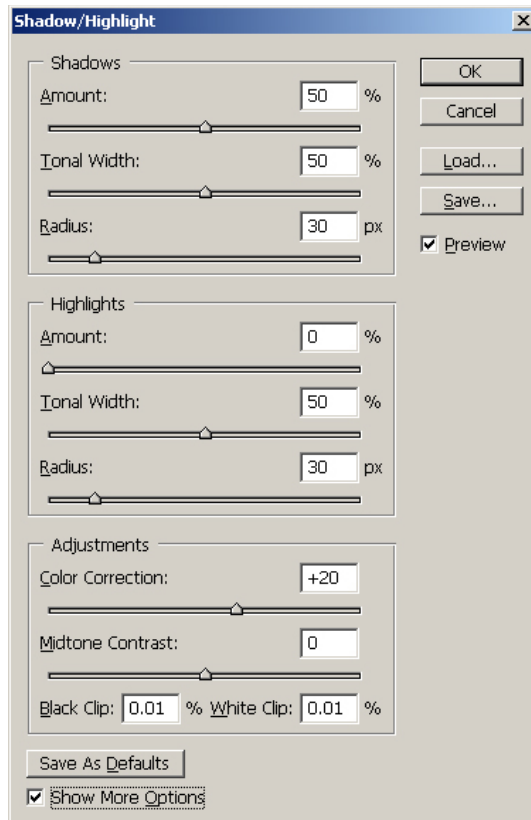 Shadow/Highlight
Shadows
Amount: 50 %
Tonal Width: 50 %
Radius: 30 px
Highlights
Amount: 0 %
Tonal Width: 50 %
Radius: 30 px
Adjustments
Color Correction: +20
Midtone Contrast: 0
Black Clip: 0.01 % White Clip: 0.01 %
Save As Defaults
Show More Options
OK
Cancel
Load...
Save...
Preview